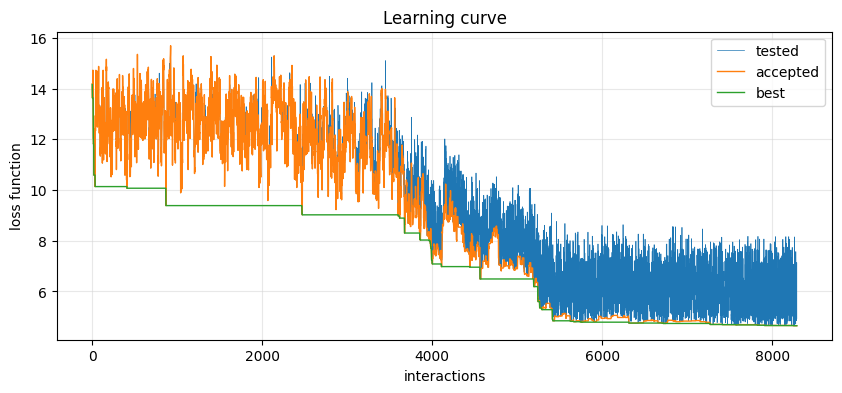 Learning curve
16
14
12
10
8
6
loss function
0
2000
4000
6000
8000
interactions
tested
accepted
best